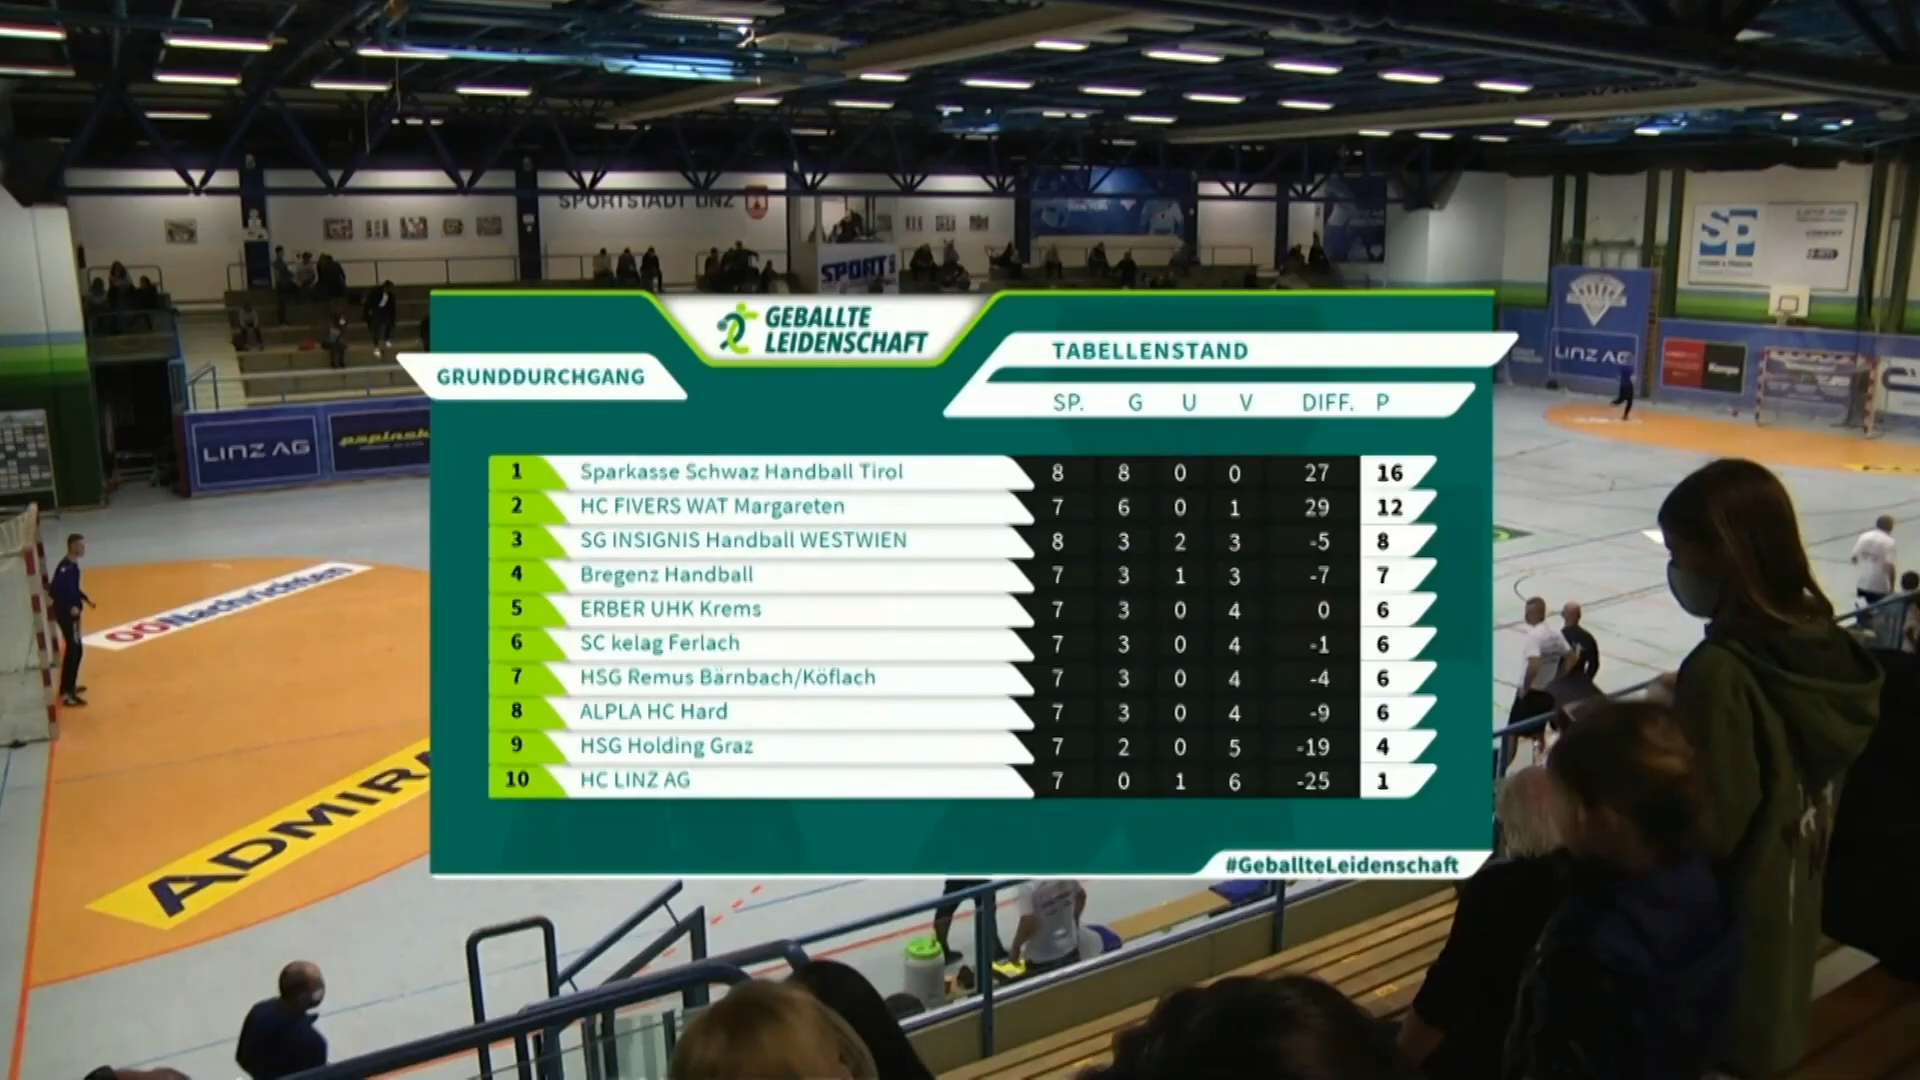 SPORTSTADT LINZ
SPORT
SP
LINZ AG
LINZ AG
LINZ AG
GEBALLTE
LEIDENSCHAFT
TABELLENSTAND
GRUNDDURCHGANG
SP. G U V DIFF. P
1 Sparkasse Schwaz Handball Tirol 8 8 0 0 27 16
2 HC FIVERS WAT Margareten 7 6 0 1 29 12
3 SG INSIGNIS Handball WESTWIEN 8 3 2 3 -5 8
4 Bregenz Handball 7 3 1 3 -7 7
5 ERBER UHK Krems 7 3 0 4 0 6
6 SC kelag Ferlach 7 3 0 4 -1 6
7 HSG Remus Bärnbach/Köflach 7 3 0 4 -4 6
8 ALPLA HC Hard 7 3 0 4 -9 6
9 HSG Holding Graz 7 2 0 5 -19 4
10 HC LINZ AG 7 0 1 6 -25 1
OÖNachrichten
ADMIRA
#GeballteLeidenschaft